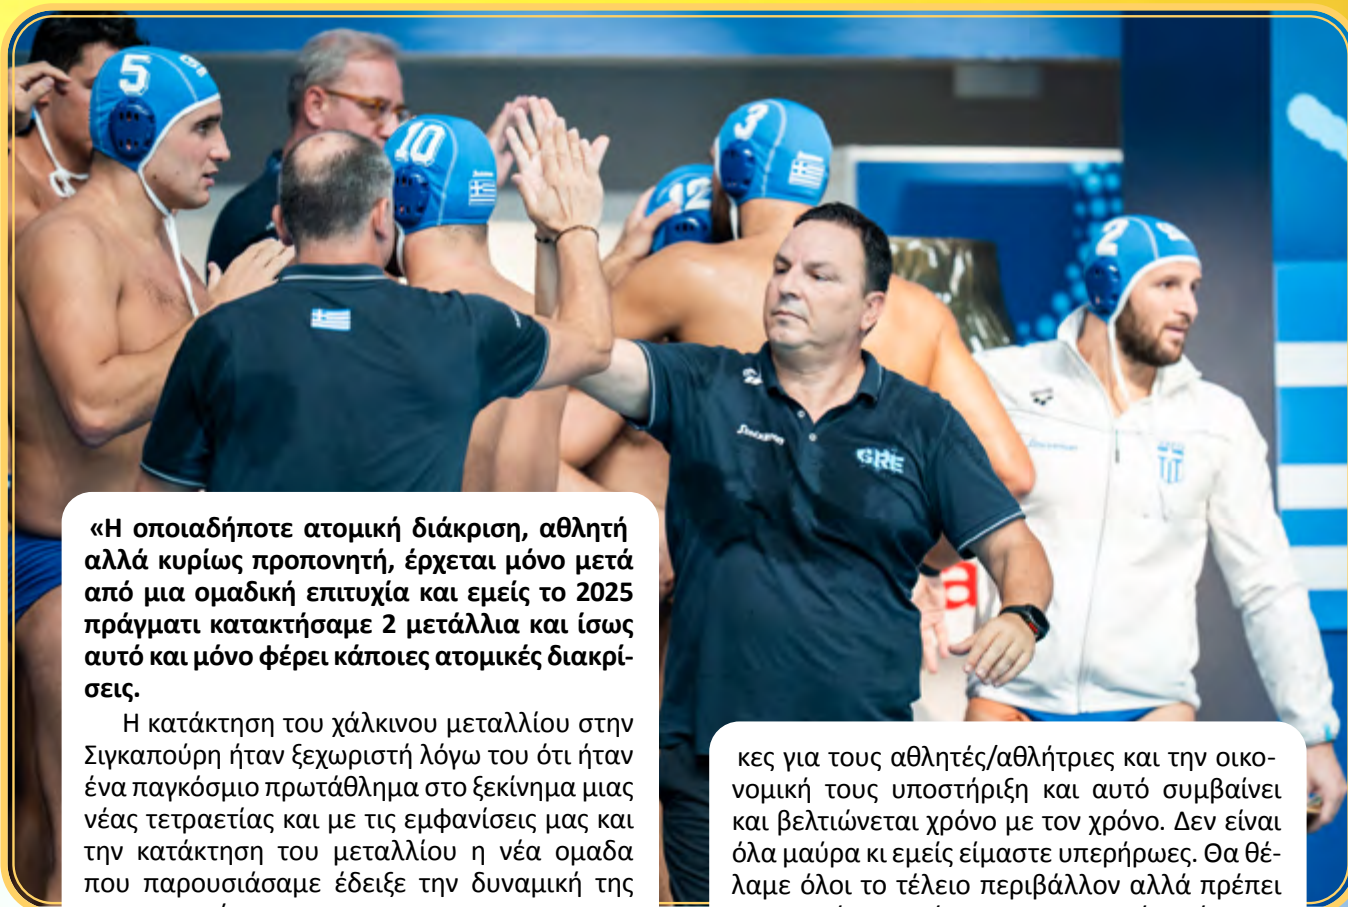 5
10
3
12
2
GRE
«Η οποιαδήποτε ατομική διάκριση, αθλητή
αλλά κυρίως προπονητή, έρχεται μόνο μετά
από μια ομαδική επιτυχία και εμείς το 2025
πράγματι κατακτήσαμε 2 μετάλλια και ίσως
αυτό και μόνο φέρει κάποιες ατομικές διακρί-
σεις.
Η κατάκτηση του χάλκινου μεταλλίου στην
Σιγκαπούρη ήταν ξεχωριστή λόγω του ότι ήταν
ένα παγκόσμιο πρωτάθλημα στο ξεκίνημα μιας
νέας τετραετίας και με τις εμφανίσεις μας και
την κατάκτηση του μεταλλίου η νέα ομαδα
που παρουσιάσαμε έδειξε την δυναμική της
κες για τους αθλητές/αθλήτριες και την οικο-
νομική τους υποστήριξη και αυτό συμβαίνει
και βελτιώνεται χρόνο με τον χρόνο. Δεν είναι
όλα μαύρα κι εμείς είμαστε υπερήρωες. Θα θέ-
λαμε όλοι το τέλειο περιβάλλον αλλά πρέπει